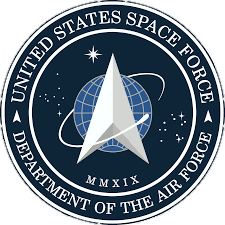 UNITED STATES SPACE FORCE
MMXIX
DEPARTMENT OF THE AIR FORCE